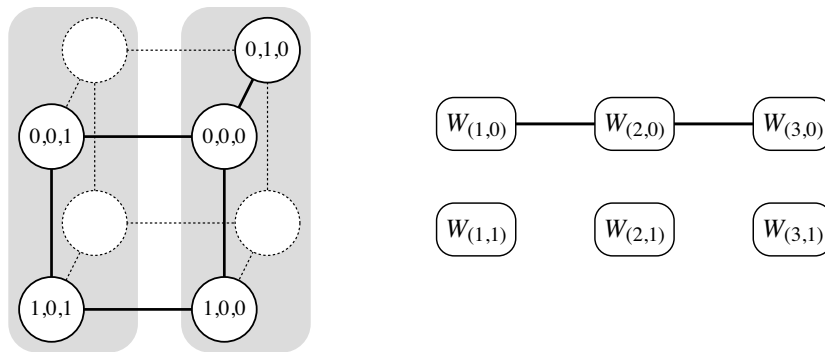 0,1,0
0,0,1
0,0,0
1,0,1
1,0,0
W(1,0)
W(2,0)
W(3,0)
W(1,1)
W(2,1)
W(3,1)